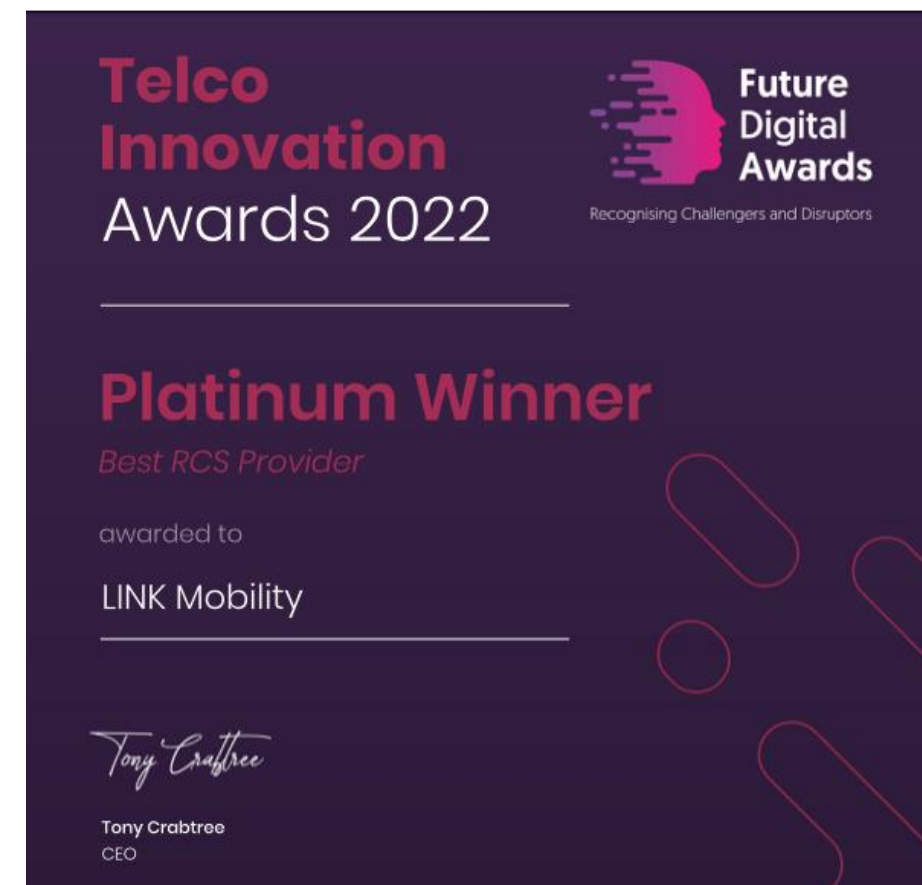 Telco
Innovation
Awards 2022
Future
Digital
Awards
Recognising Challengers and Disruptors
Platinum Winner
Best RCS Provider
awarded to
LINK Mobility
Tony Crabtree
Tony Crabtree
CEO